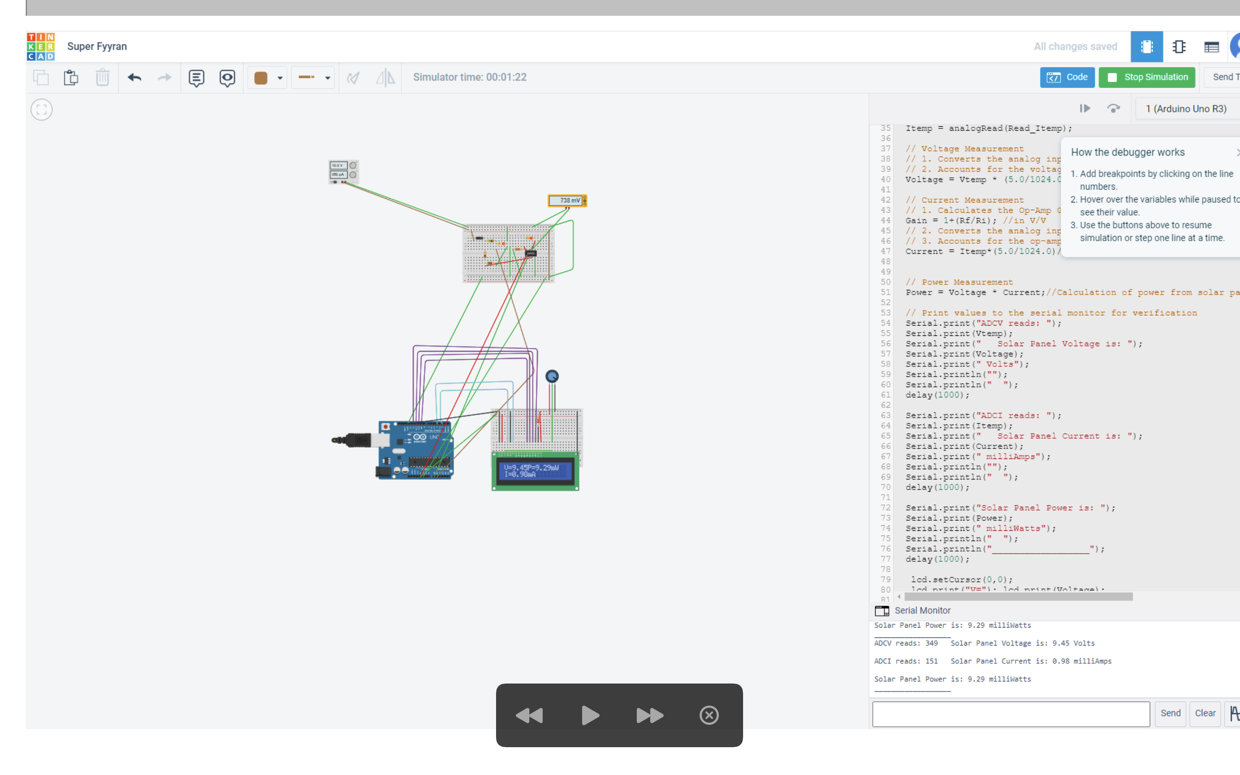 TINKERCAD
Super Fyyran
All changes saved
Simulator time: 00:01:22
Code
Stop Simulation
Send T
1 (Arduino Uno R3)
738 mV
V=9.45P=9.29mW
I=0.98mA
35 Itemp = analogRead(Read_Itemp);
36
37 // Voltage Measurement
38 // 1. Converts the analog inp
39 // 2. Accounts for the voltag
40 Voltage = Vtemp * (5.0/1024.0
41
42 // Current Measurement
43 // 1. Calculates the Op-Amp G
44 Gain = 1+(Rf/Ri); //in V/V
45 // 2. Converts the analog inp
46 // 3. Accounts for the op-amp
47 Current = Itemp*(5.0/1024.0)/
48
49
50 // Power Measurement
51 Power = Voltage * Current;//Calculation of power from solar pa
52
53 // Print values to the serial monitor for verification
54 Serial.print("ADCV reads: ");
55 Serial.print(Vtemp);
56 Serial.print("   Solar Panel Voltage is: ");
57 Serial.print(Voltage);
58 Serial.print(" Volts");
59 Serial.println("");
60 Serial.println("  ");
61 delay(1000);
62
63 Serial.print("ADCI reads: ");
64 Serial.print(Itemp);
65 Serial.print("   Solar Panel Current is: ");
66 Serial.print(Current);
67 Serial.print(" milliAmps");
68 Serial.println("");
69 Serial.println("  ");
70 delay(1000);
71
72 Serial.print("Solar Panel Power is: ");
73 Serial.print(Power);
74 Serial.print(" milliWatts");
75 Serial.println("  ");
76 Serial.println("___________________");
77 delay(1000);
78
79 lcd.setCursor(0,0);
80 lcd.print("V="); lcd.print(Voltage);
81
How the debugger works
1. Add breakpoints by clicking on the line
numbers.
2. Hover over the variables while paused to
see their value.
3. Use the buttons above to resume
simulation or step one line at a time.
Serial Monitor
Solar Panel Power is: 9.29 milliWatts
___________________
ADCV reads: 349   Solar Panel Voltage is: 9.45 Volts
ADCI reads: 151   Solar Panel Current is: 0.98 milliAmps
Solar Panel Power is: 9.29 milliWatts
___________________
Send
Clear